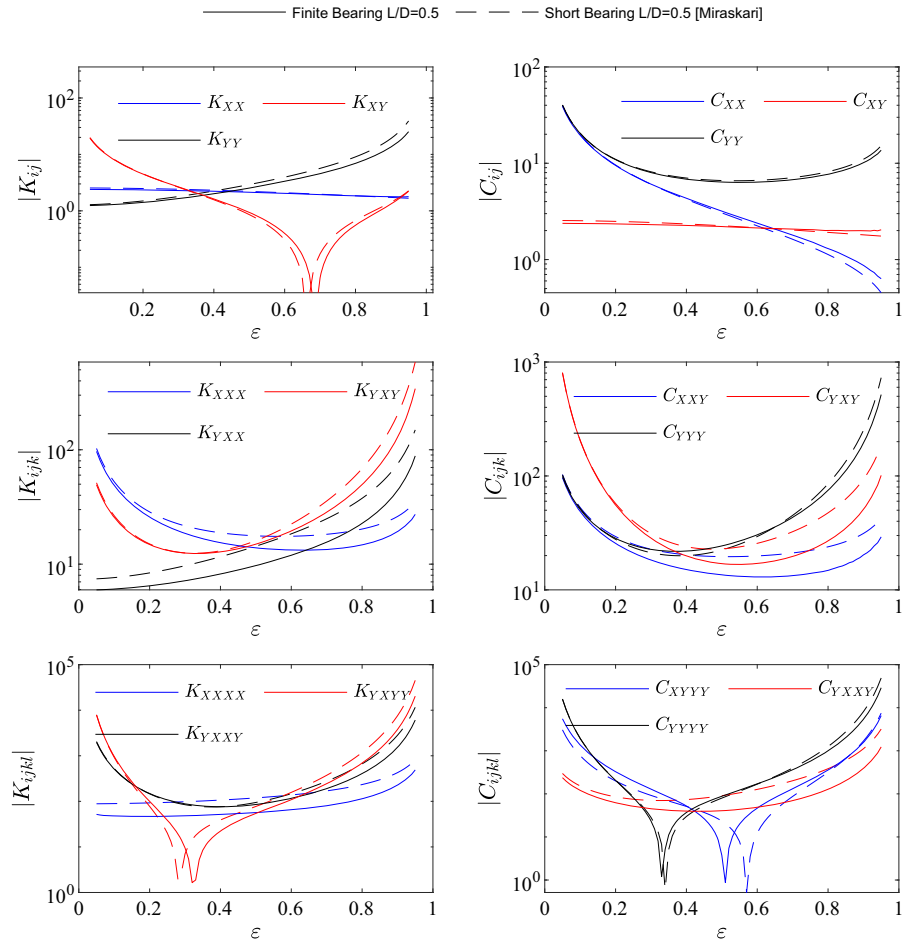 Finite Bearing L/D=0.5 Short Bearing L/D=0.5 [Miraskari]
K_XX K_XY
K_YY
|K_ij|
10^2
10^0
0.2 0.4 0.6 0.8 1
ε
C_XX C_XY
C_YY
|C_ij|
10^2
10^1
10^0
0 0.2 0.4 0.6 0.8 1
ε
K_XXX K_YXY
K_YXX
|K_ijk|
10^2
10^1
0 0.2 0.4 0.6 0.8 1
ε
C_XXY C_YXY
C_YYY
|C_ijk|
10^3
10^2
10^1
0 0.2 0.4 0.6 0.8 1
ε
K_XXXX K_YXYY
K_YXXY
|K_ijkl|
10^5
10^0
0 0.2 0.4 0.6 0.8 1
ε
C_XYYY C_YXXY
C_YYYY
|C_ijkl|
10^5
10^0
0 0.2 0.4 0.6 0.8 1
ε